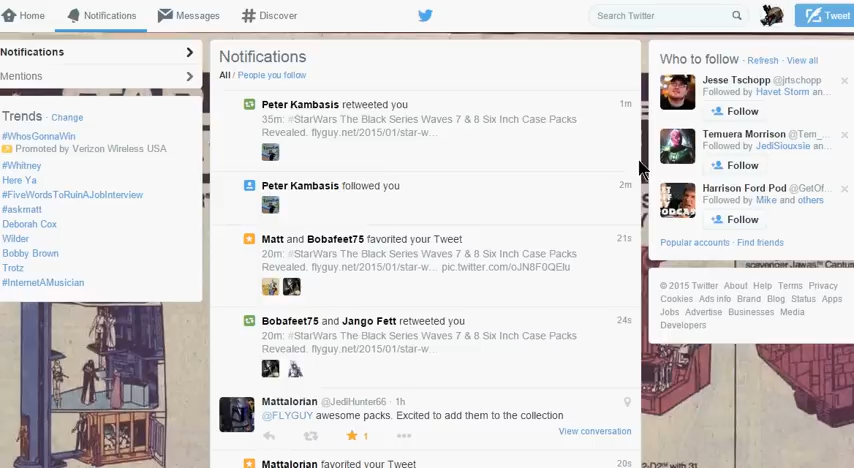 Home
Notifications
Messages
Discover
Search Twitter
Tweet
Notifications
Mentions
Trends · Change
#WhosGonnaWin
Promoted by Verizon Wireless USA
#Whitney
Here Ya
#FiveWordsToRuinAJobInterview
#askmatt
Deborah Cox
Wilder
Bobby Brown
Trotz
#InternetAMusician
Notifications
All / People you follow
Peter Kambasis retweeted you 1m
35m: #StarWars The Black Series Waves 7 & 8 Six Inch Case Packs
Revealed. flyguy.net/2015/01/star-w...
Peter Kambasis followed you 2m
Matt and Bobafeet75 favorited your Tweet 21s
20m: #StarWars The Black Series Waves 7 & 8 Six Inch Case Packs
Revealed. flyguy.net/2015/01/star-w... pic.twitter.com/oJN8F0QElu
Bobafeet75 and Jango Fett retweeted you 24s
20m: #StarWars The Black Series Waves 7 & 8 Six Inch Case Packs
Revealed. flyguy.net/2015/01/star-w...
Mattalorian @JediHunter66 · 1h
@FLYGUY awesome packs. Excited to add them to the collection
1
View conversation
Mattalorian favorited your Tweet 20s
Who to follow · Refresh · View all
Jesse Tschopp @jrtschopp
Followed by Havet Storm an...
Follow
Temuera Morrison @Tem_...
Followed by JediSiouxsie an...
Follow
Harrison Ford Pod @GetOf...
Followed by Mike and others
Follow
Popular accounts · Find friends
scavenger Jawas™ Captur
© 2015 Twitter About Help Terms Privacy
Cookies Ads info Brand Blog Status Apps
Jobs Advertise Businesses Media
Developers